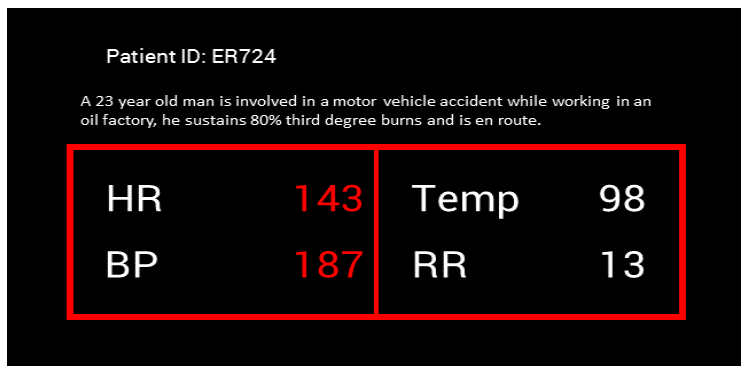 Patient ID: ER724
A 23 year old man is involved in a motor vehicle accident while working in an
oil factory, he sustains 80% third degree burns and is en route.
HR 143 Temp 98
BP 187 RR 13